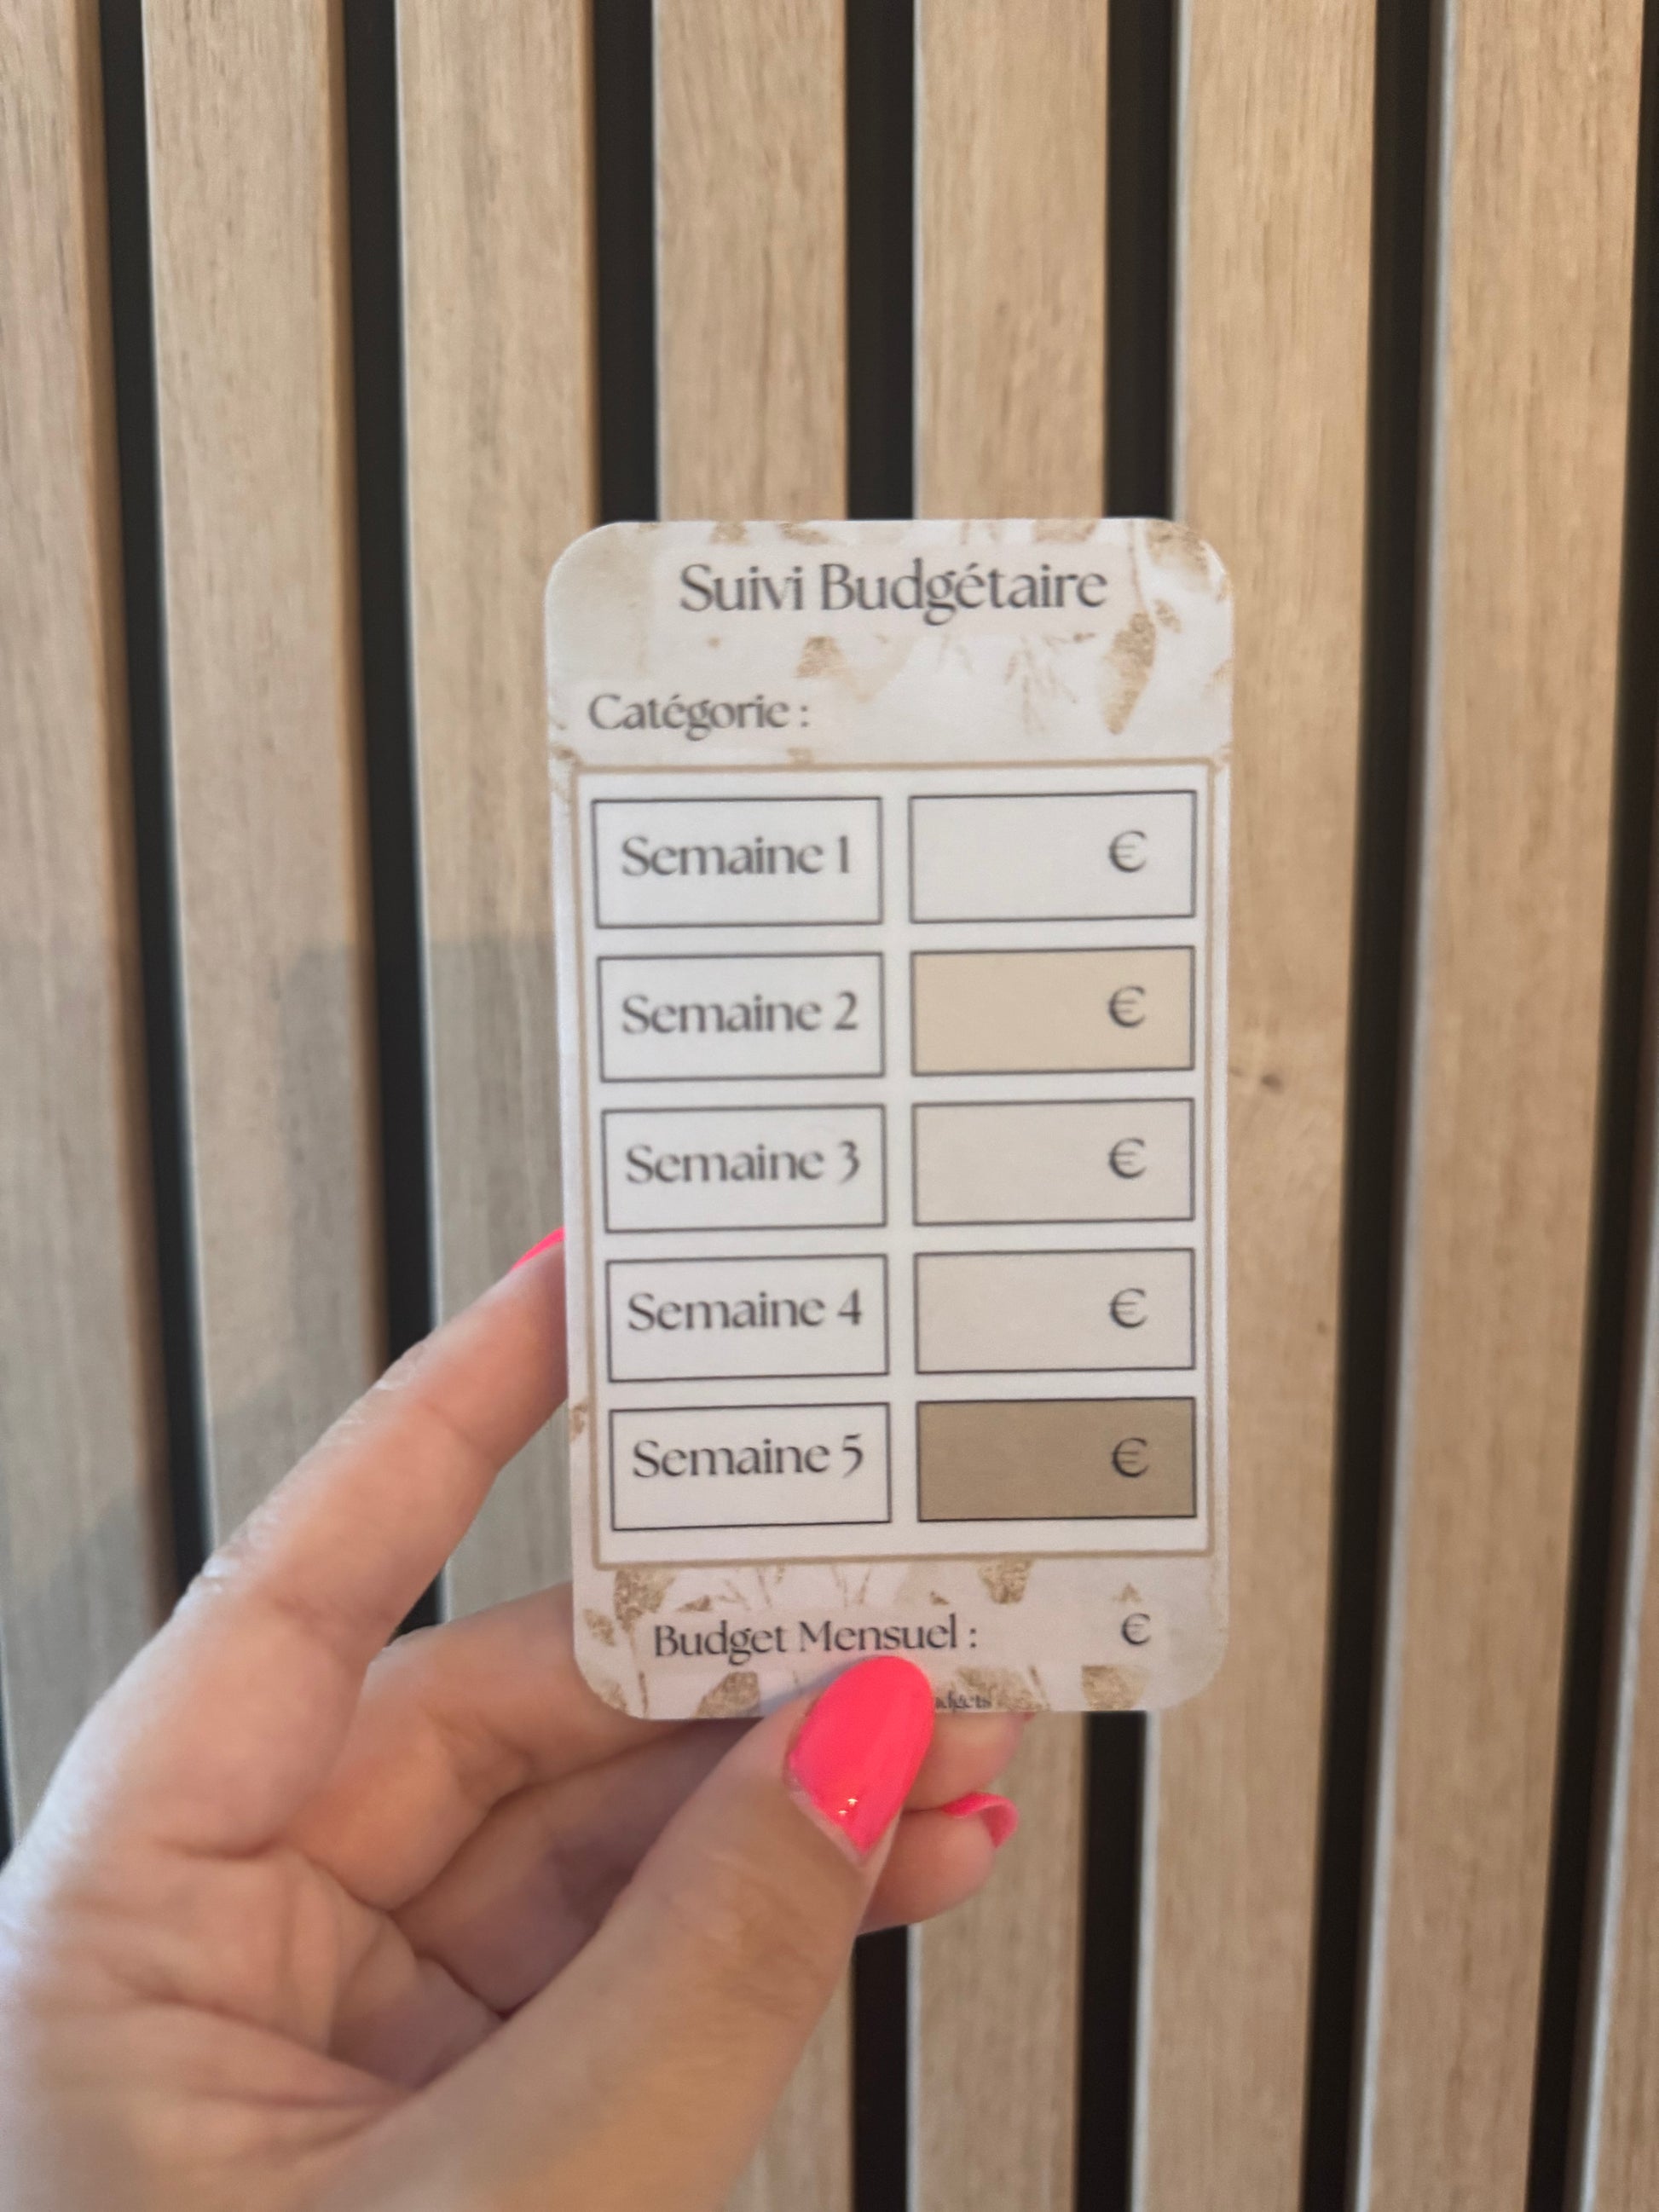 Suivi Budgétaire
Catégorie :
Semaine 1 €
Semaine 2 €
Semaine 3 €
Semaine 4 €
Semaine 5 €
Budget Mensuel : €